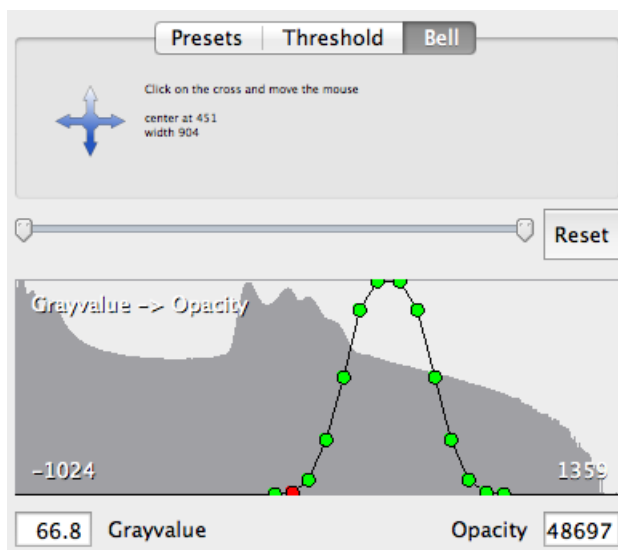 Presets Threshold Bell
Click on the cross and move the mouse
center at 451
width 904
Reset
Grayvalue -> Opacity
-1024 1359
66.8 Grayvalue Opacity 48697